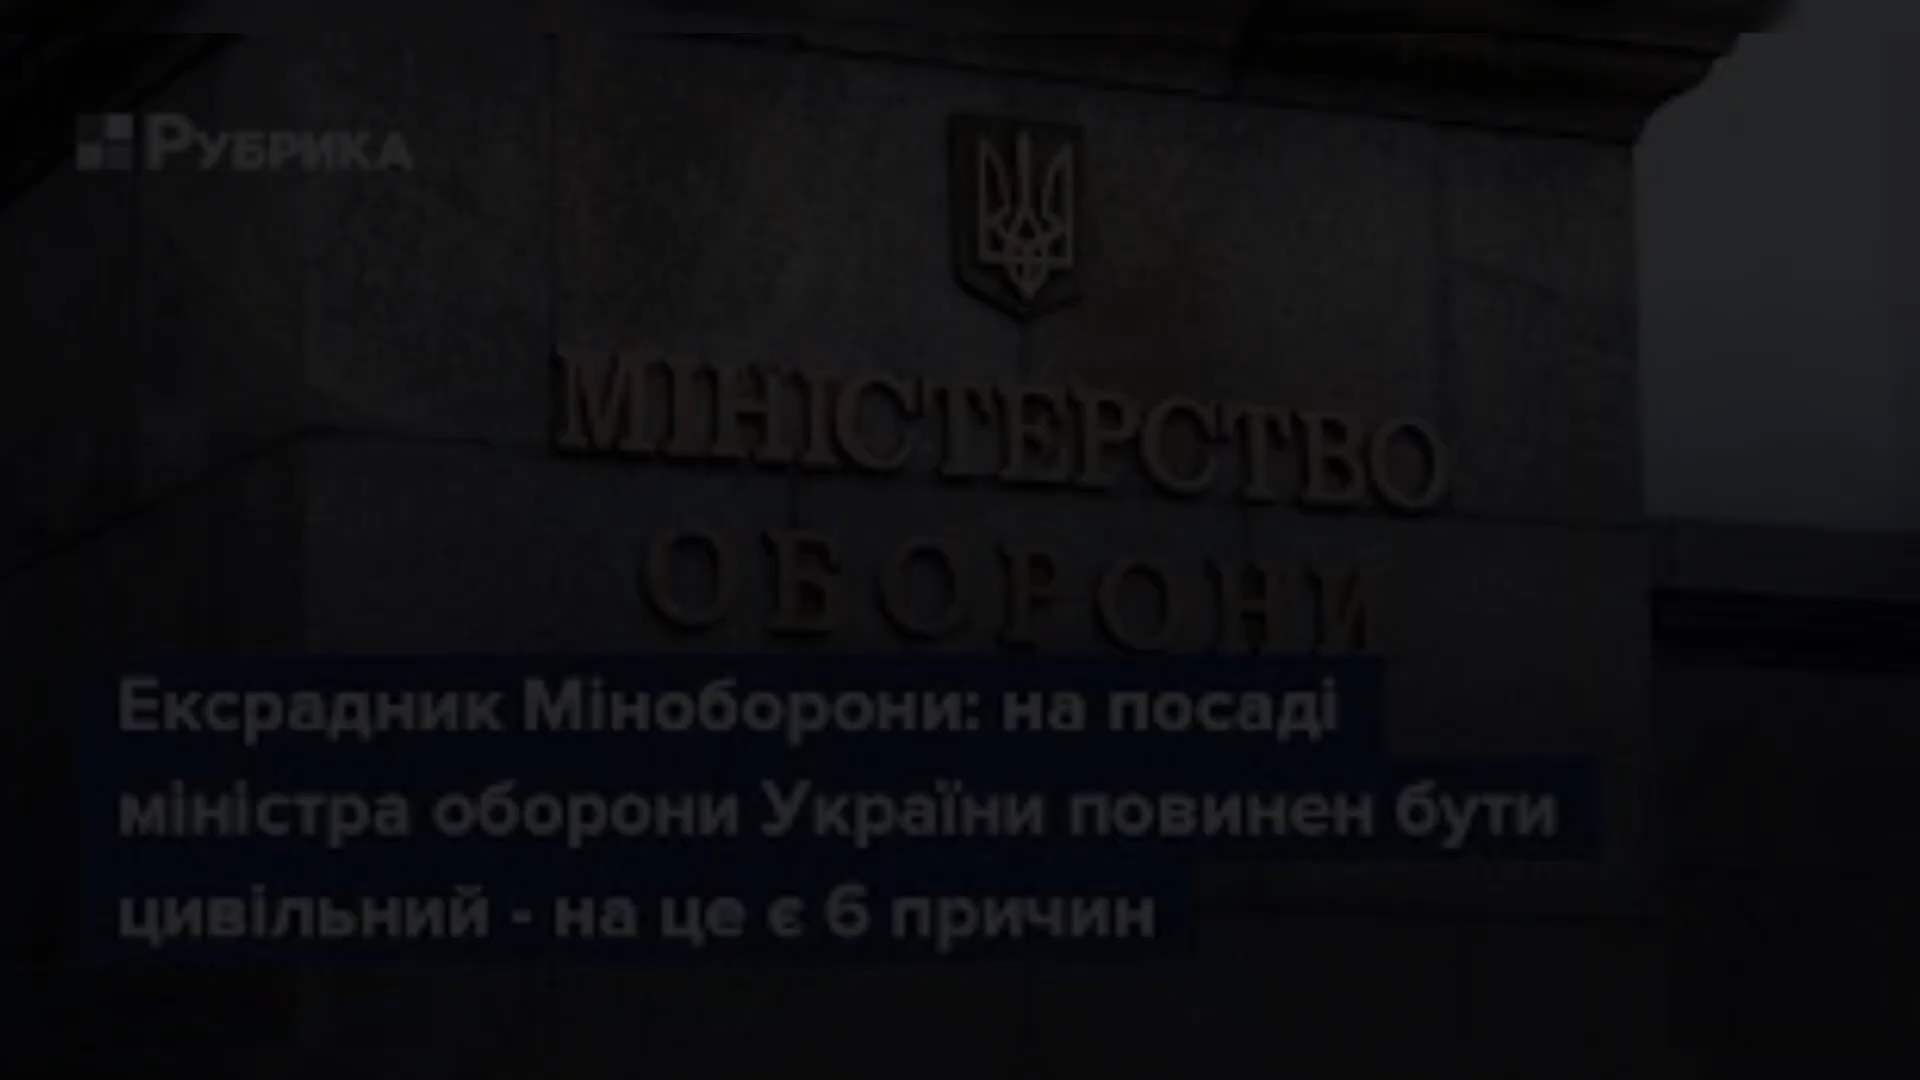 РУБРИКА
МІНІСТЕРСТВО
ОБОРОНИ
Ексрадник Міноборони: на посаді
міністра оборони України повинен бути
цивільний - на це є 6 причин